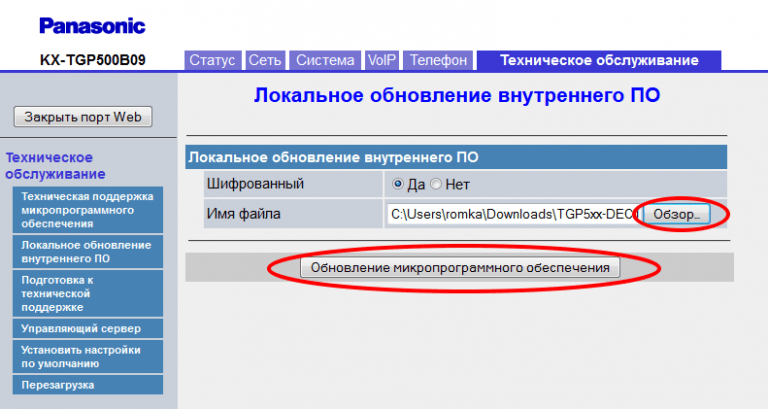 Panasonic
KX-TGP500B09
Статус Сеть Система VoIP Телефон Техническое обслуживание
Закрыть порт Web
Техническое
обслуживание
Техническая поддержка
микропрограммного
обеспечения
Локальное обновление
внутреннего ПО
Подготовка к
технической
поддержке
Управляющий сервер
Установить настройки
по умолчанию
Перезагрузка
Локальное обновление внутреннего ПО
Локальное обновление внутреннего ПО
Шифрованный Да Нет
Имя файла C:\Users\romka\Downloads\TGP5xx-DEC Обзор...
Обновление микропрограммного обеспечения